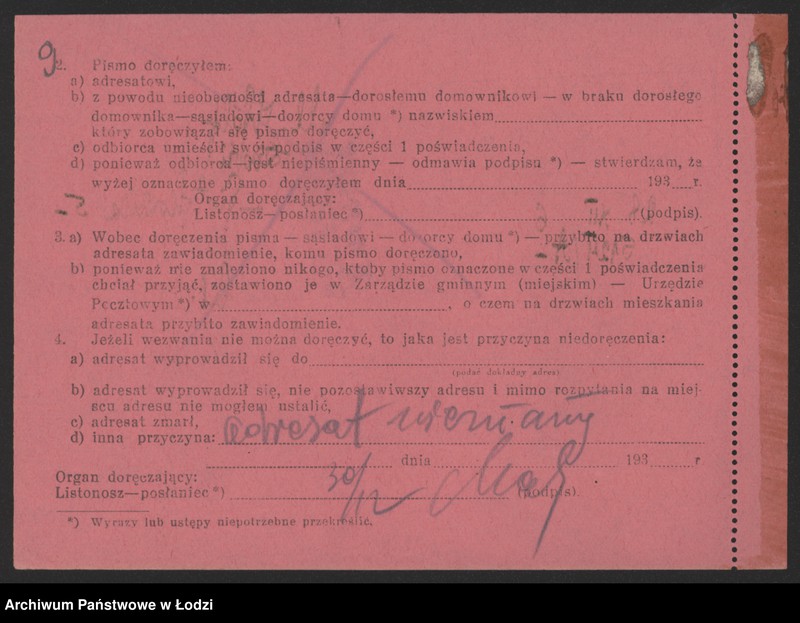 9
2. Pismo doręczyłem:
a) adresatowi,
b) z powodu nieobecności adresata—dorosłemu domownikowi — w braku dorosłego
domownika—sąsiadowi—dozorcy domu *) nazwiskiem
który zobowiązał się pismo doręczyć,
c) odbiorca umieścił swój podpis w części 1 poświadczenia,
d) ponieważ odbiorca—jest niepiśmienny — odmawia podpisu *) — stwierdzam, że
wyżej oznaczone pismo doręczyłem dnia 193 r.
Organ doręczający:
Listonosz—posłaniec *) (podpis).
3. a) Wobec doręczenia pisma — sąsiadowi — dozorcy domu *) — przybito na drzwiach
adresata zawiadomienie, komu pismo doręczono,
b) ponieważ nie znaleziono nikogo, ktoby pismo oznaczone w części 1 poświadczenia
chciał przyjąć, zostawiono je w Zarządzie gminnym (miejskim) — Urzędzie
Pocztowym *) w , o czem na drzwiach mieszkania
adresata przybito zawiadomienie.
4. Jeżeli wezwania nie można doręczyć, to jaka jest przyczyna niedoręczenia:
a) adresat wyprowadził się do
(podać dokładny adres)
b) adresat wyprowadził się, nie pozostawiwszy adresu i mimo rozpytania na miej-
scu adresu nie mogłem ustalić,
c) adresat zmarł,
d) inna przyczyna: adresat nieznany
dnia 193 r
Organ doręczający:
Listonosz—posłaniec *) 30/12 (podpis).
*) Wyrazy lub ustępy niepotrzebne przekreślić.
Archiwum Państwowe w Łodzi